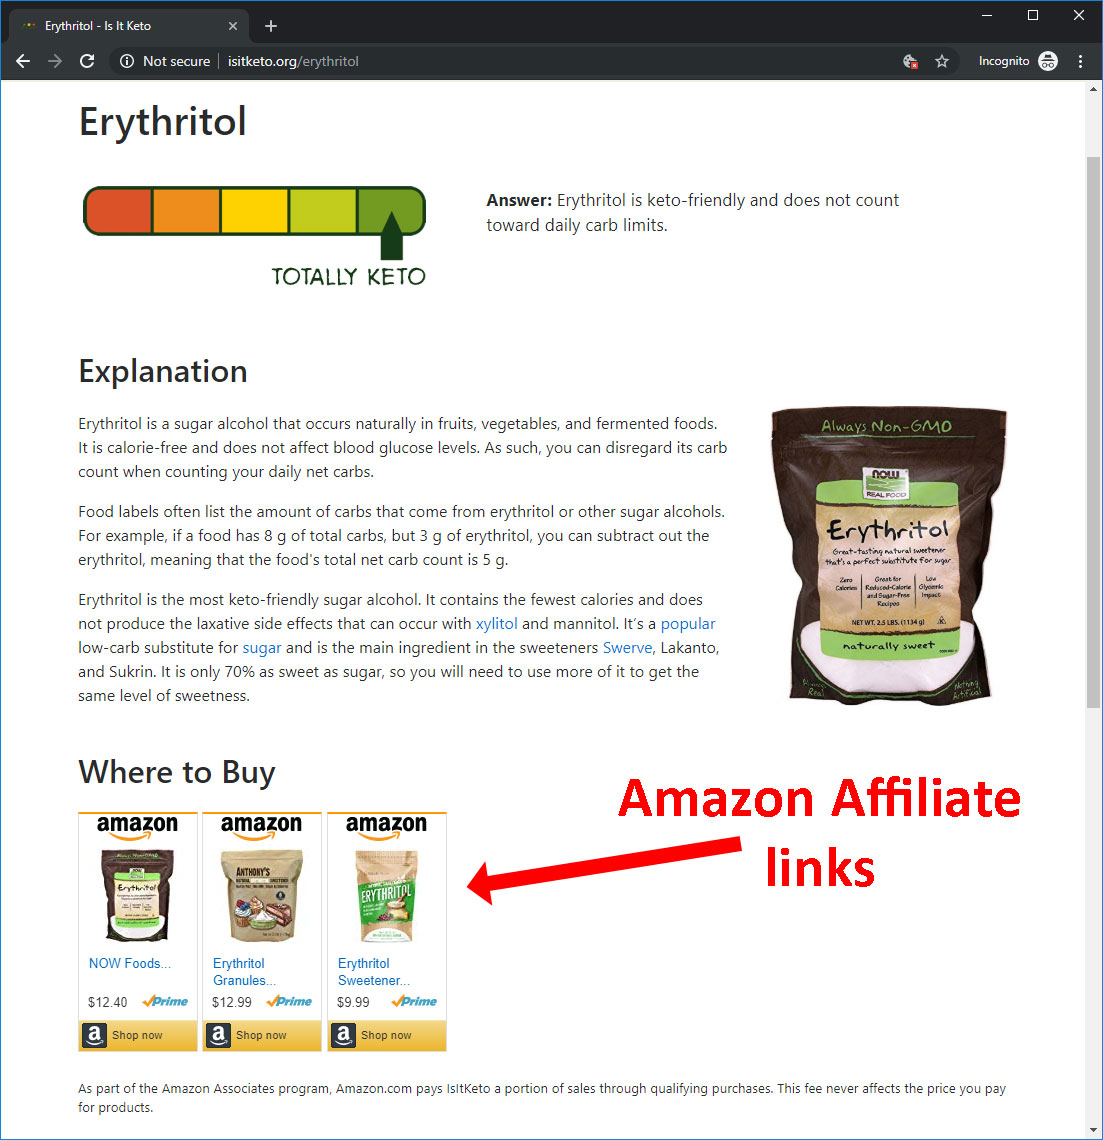 Erythritol - Is It Keto
Not secure
isitketo.org/erythritol
Incognito
Erythritol
TOTALLY KETO
Answer: Erythritol is keto-friendly and does not count
toward daily carb limits.
Explanation
Erythritol is a sugar alcohol that occurs naturally in fruits, vegetables, and fermented foods.
It is calorie-free and does not affect blood glucose levels. As such, you can disregard its carb
count when counting your daily net carbs.
Food labels often list the amount of carbs that come from erythritol or other sugar alcohols.
For example, if a food has 8 g of total carbs, but 3 g of erythritol, you can subtract out the
erythritol, meaning that the food's total net carb count is 5 g.
Erythritol is the most keto-friendly sugar alcohol. It contains the fewest calories and does
not produce the laxative side effects that can occur with xylitol and mannitol. It's a popular
low-carb substitute for sugar and is the main ingredient in the sweeteners Swerve, Lakanto,
and Sukrin. It is only 70% as sweet as sugar, so you will need to use more of it to get the
same level of sweetness.
Always Non-GMO
NOW
REAL FOOD
Erythritol
Great-tasting natural sweetener
that's a perfect substitute for sugar
Zero
Calories
Great for
Reduced-Calorie
and Sugar-Free
Recipes
Low
Glycemic
Impact
NET WT. 2.5 LBS. (1134 g)
naturally sweet
Always
Real
Nothing
Artificial
Where to Buy
Amazon Affiliate
links
amazon
Erythritol
NOW Foods...
$12.40
Prime
a
Shop now
amazon
ANTHONY'S
Erythritol
Granules...
$12.99
Prime
a
Shop now
amazon
ERYTHRITOL
Erythritol
Sweetener...
$9.99
Prime
a
Shop now
As part of the Amazon Associates program, Amazon.com pays IsItKeto a portion of sales through qualifying purchases. This fee never affects the price you pay
for products.